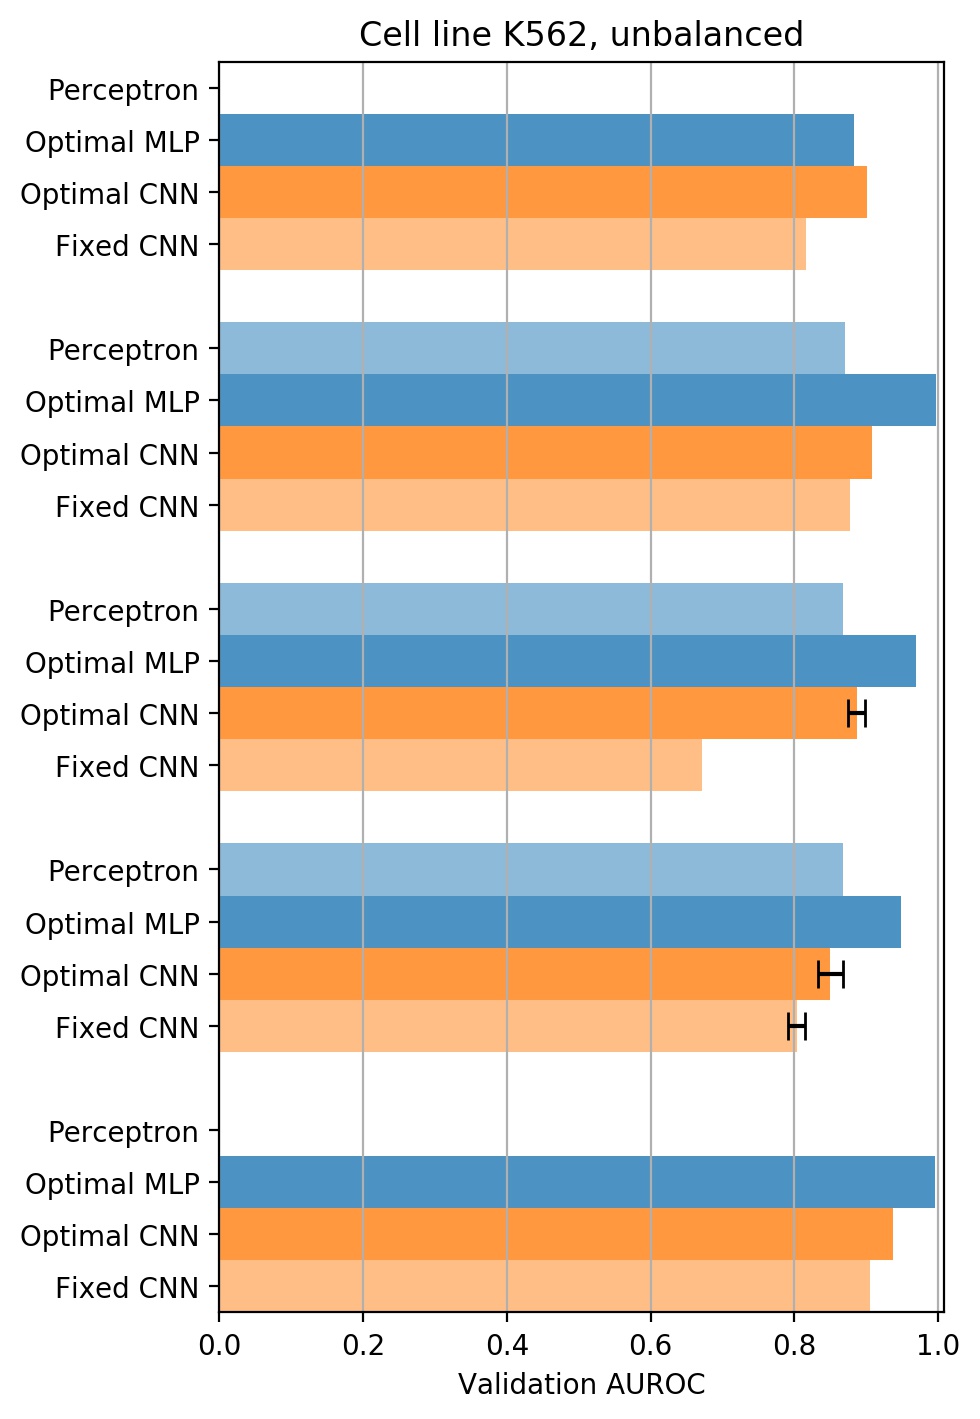 Cell line K562, unbalanced
Perceptron
Optimal MLP
Optimal CNN
Fixed CNN
Perceptron
Optimal MLP
Optimal CNN
Fixed CNN
Perceptron
Optimal MLP
Optimal CNN
Fixed CNN
Perceptron
Optimal MLP
Optimal CNN
Fixed CNN
Perceptron
Optimal MLP
Optimal CNN
Fixed CNN
0.0 0.2 0.4 0.6 0.8 1.0
Validation AUROC